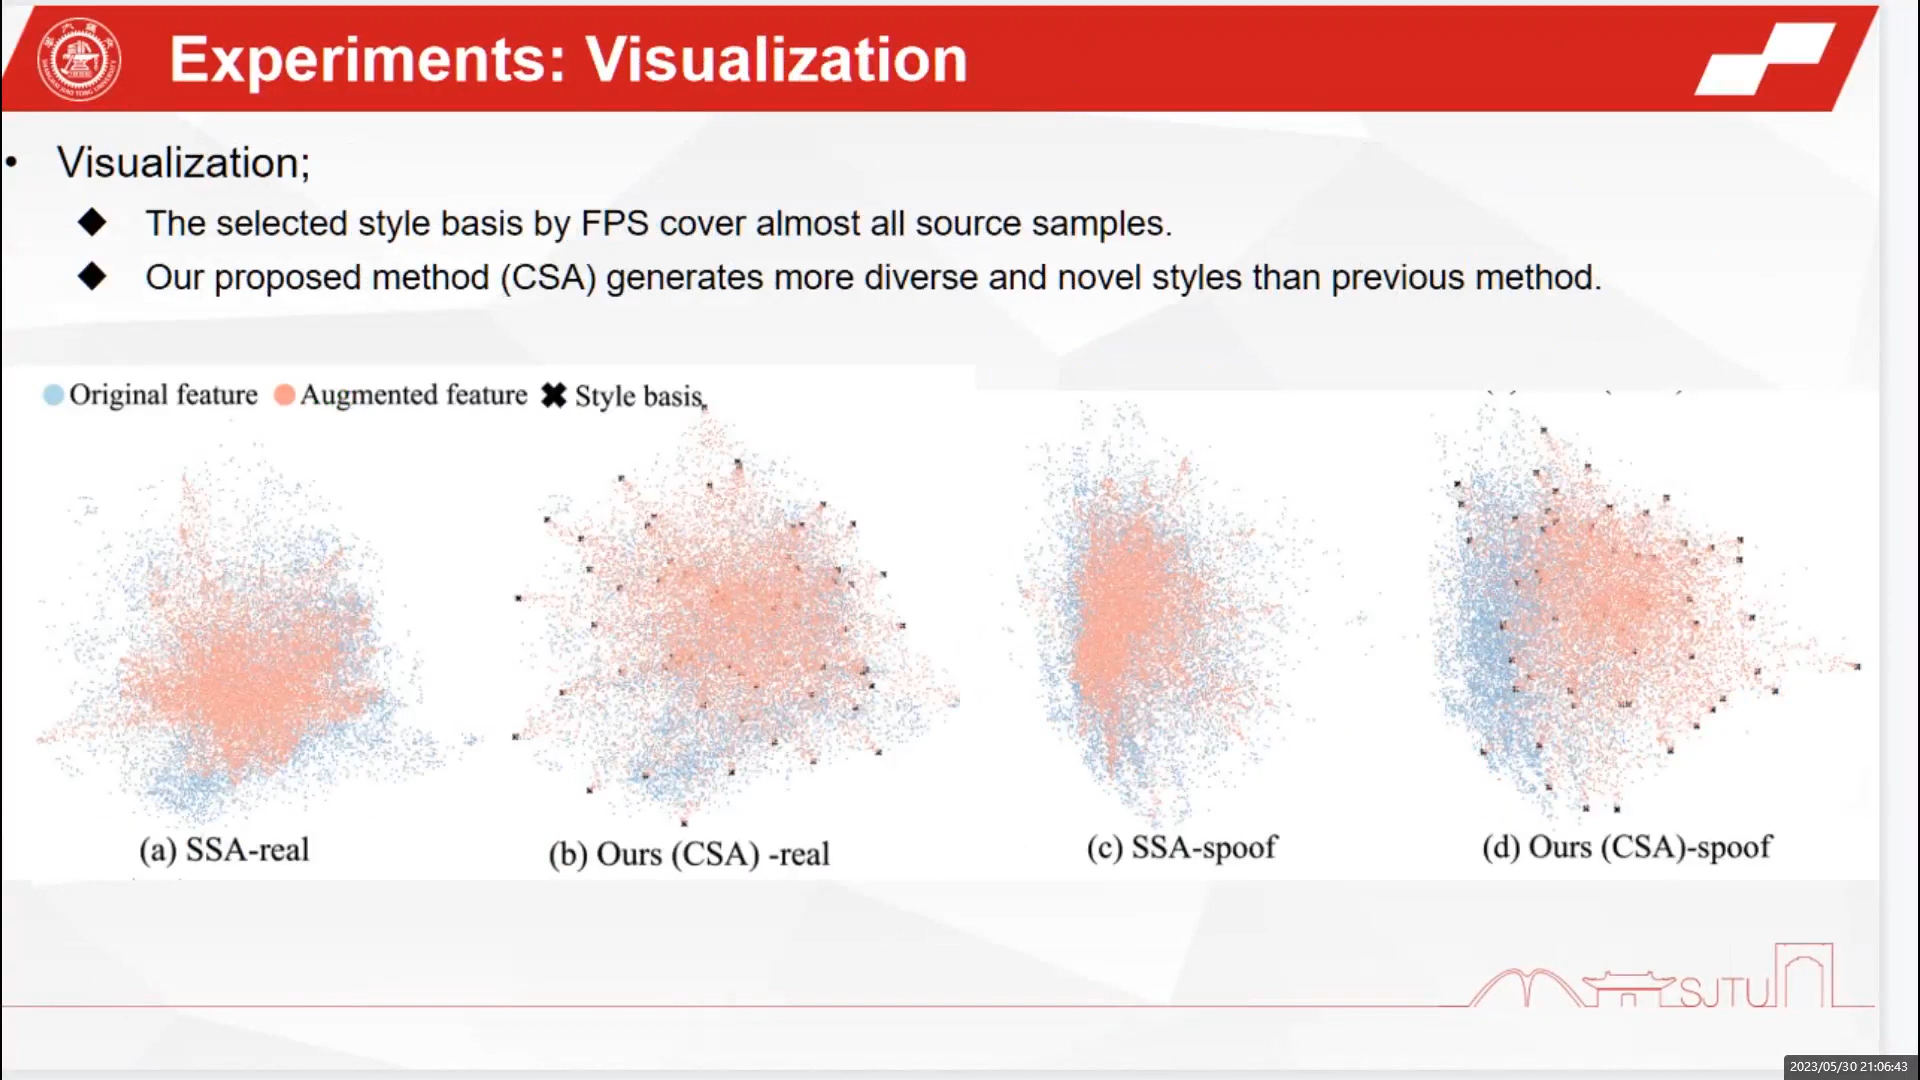 Experiments: Visualization
• Visualization;
◆ The selected style basis by FPS cover almost all source samples.
◆ Our proposed method (CSA) generates more diverse and novel styles than previous method.
Original feature Augmented feature Style basis
(a) SSA-real (b) Ours (CSA) -real (c) SSA-spoof (d) Ours (CSA)-spoof
SJTU
2023/05/30 21:06:43